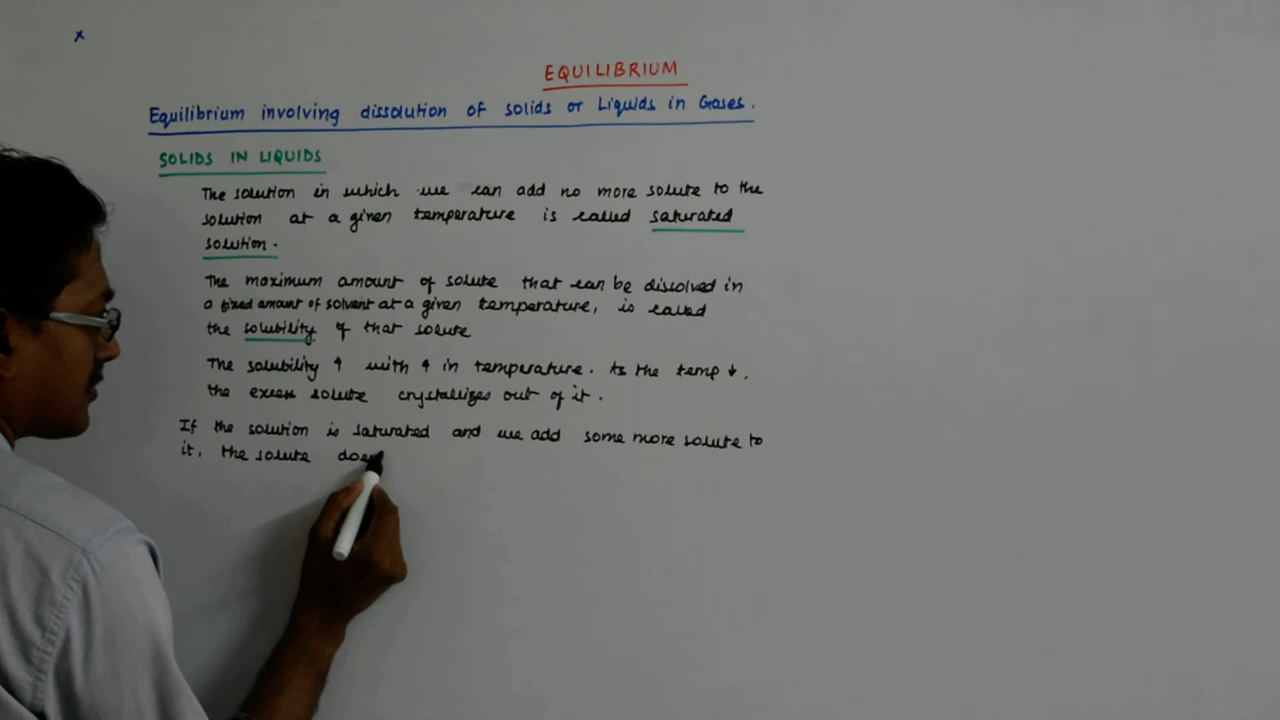 x
EQUILIBRIUM
Equilibrium involving dissolution of solids or Liquids in Gases.
SOLIDS IN LIQUIDS
The solution in which we can add no more solute to the
solution at a given temperature is called saturated
solution.
The maximum amount of solute that can be dissolved in
a fixed amount of solvent at a given temperature, is called
the solubility of that solute
The solubility ↑ with ↑ in temperature. As the temp ↓,
the excess solute crystallizes out of it.
If the solution is saturated and we add some more solute to
it, the solute does